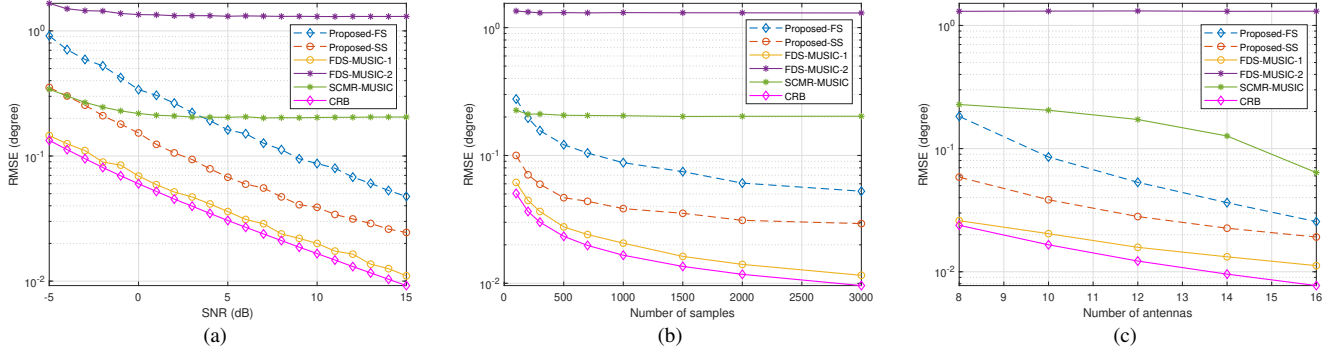 10^0
10^-1
10^-2
RMSE (degree)
-5 0 5 10 15
SNR (dB)
Proposed-FS
Proposed-SS
FDS-MUSIC-1
FDS-MUSIC-2
SCMR-MUSIC
CRB
(a)
10^0
10^-1
10^-2
RMSE (degree)
0 500 1000 1500 2000 2500 3000
Number of samples
Proposed-FS
Proposed-SS
FDS-MUSIC-1
FDS-MUSIC-2
SCMR-MUSIC
CRB
(b)
10^0
10^-1
10^-2
RMSE (degree)
8 9 10 11 12 13 14 15 16
Number of antennas
Proposed-FS
Proposed-SS
FDS-MUSIC-1
FDS-MUSIC-2
SCMR-MUSIC
CRB
(c)